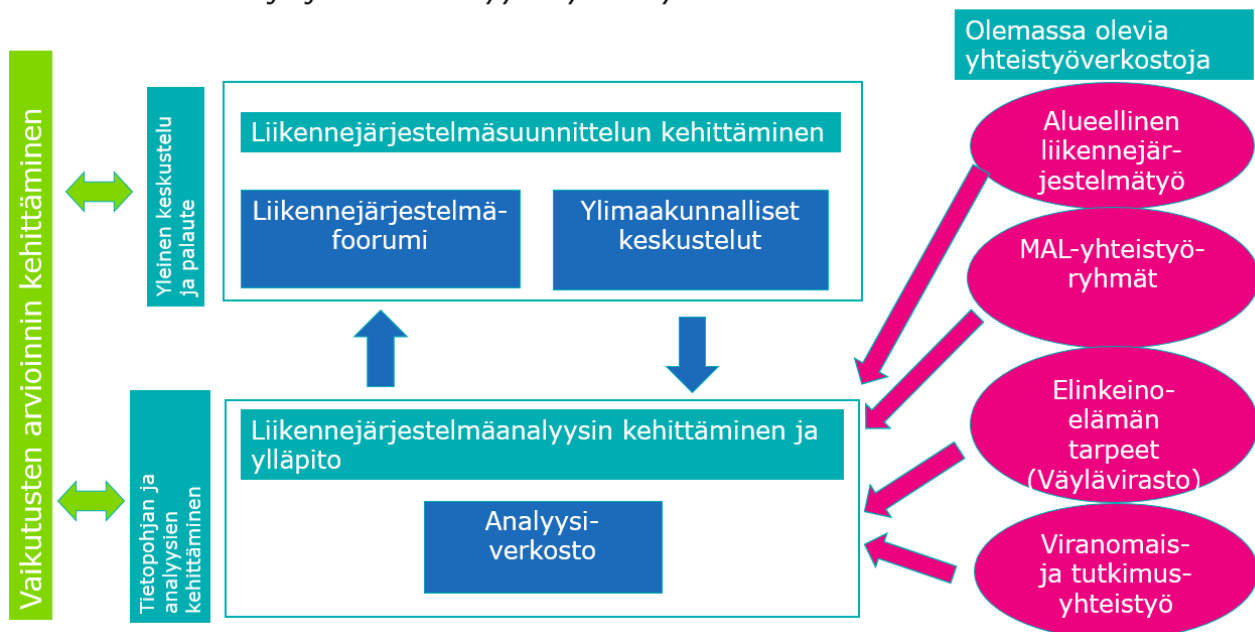 Vaikutusten arvioinnin kehittäminen
Yleinen keskustelu
ja palaute
Liikennejärjestelmäsuunnittelun kehittäminen
Liikennejärjestelmä-
foorumi
Ylimaakunnalliset
keskustelut
Tietopohjan ja
analyysien
kehittäminen
Liikennejärjestelmäanalyysin kehittäminen ja
ylläpito
Analyysi-
verkosto
Olemassa olevia
yhteistyöverkostoja
Alueellinen
liikennejär-
jestelmätyö
MAL-yhteistyö-
ryhmät
Elinkeino-
elämän
tarpeet
(Väylävirasto)
Viranomais-
ja tutkimus-
yhteistyö